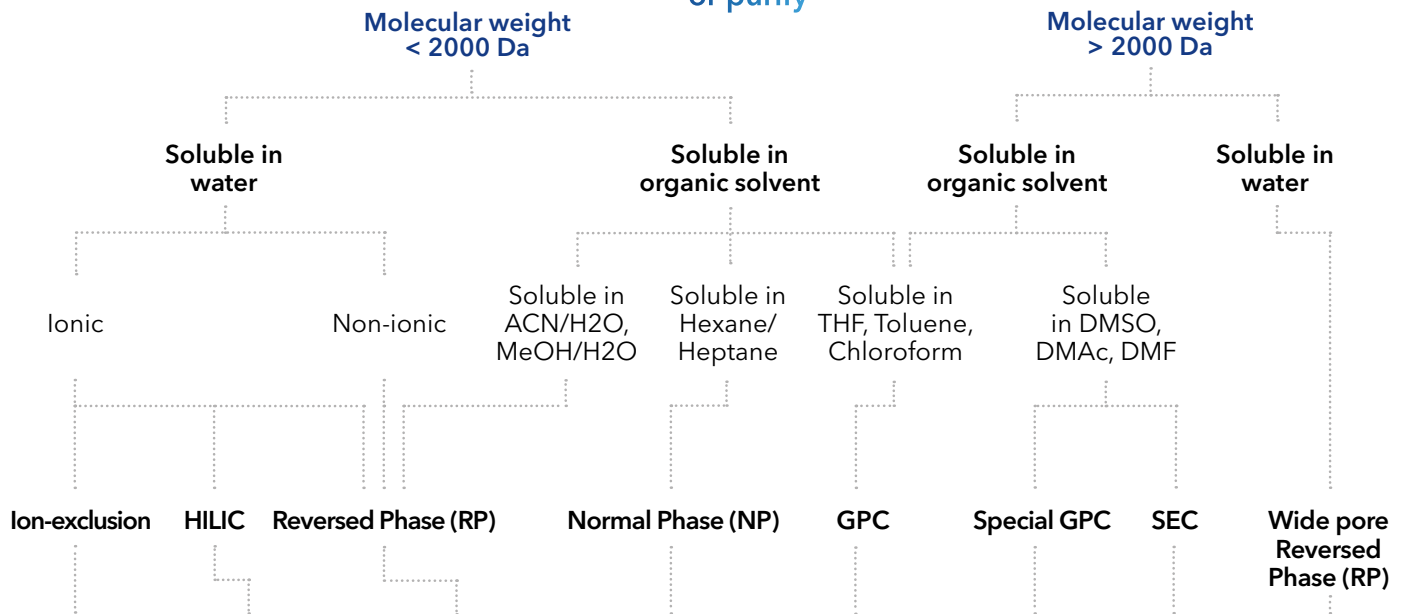 or purify
Molecular weight
< 2000 Da
Molecular weight
> 2000 Da
Soluble in
water
Soluble in
organic solvent
Soluble in
organic solvent
Soluble in
water
Ionic
Non-ionic
Soluble in
ACN/H2O,
MeOH/H2O
Soluble in
Hexane/
Heptane
Soluble in
THF, Toluene,
Chloroform
Soluble
in DMSO,
DMAc, DMF
Ion-exclusion
HILIC
Reversed Phase (RP)
Normal Phase (NP)
GPC
Special GPC
SEC
Wide pore
Reversed
Phase (RP)